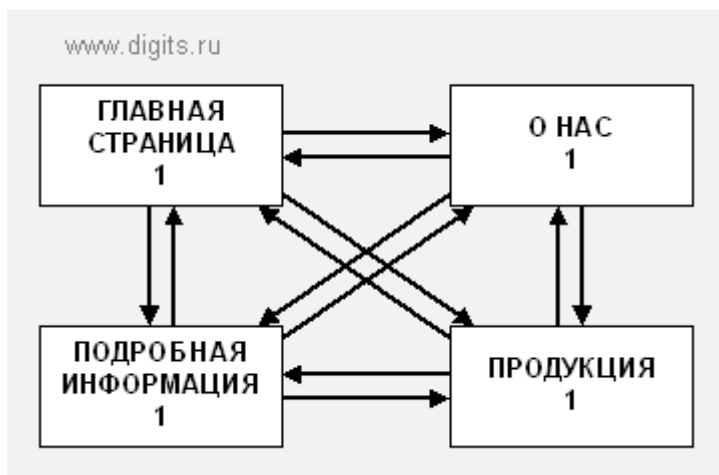 www.digits.ru
ГЛАВНАЯ
СТРАНИЦА
1
О НАС
1
ПОДРОБНАЯ
ИНФОРМАЦИЯ
1
ПРОДУКЦИЯ
1